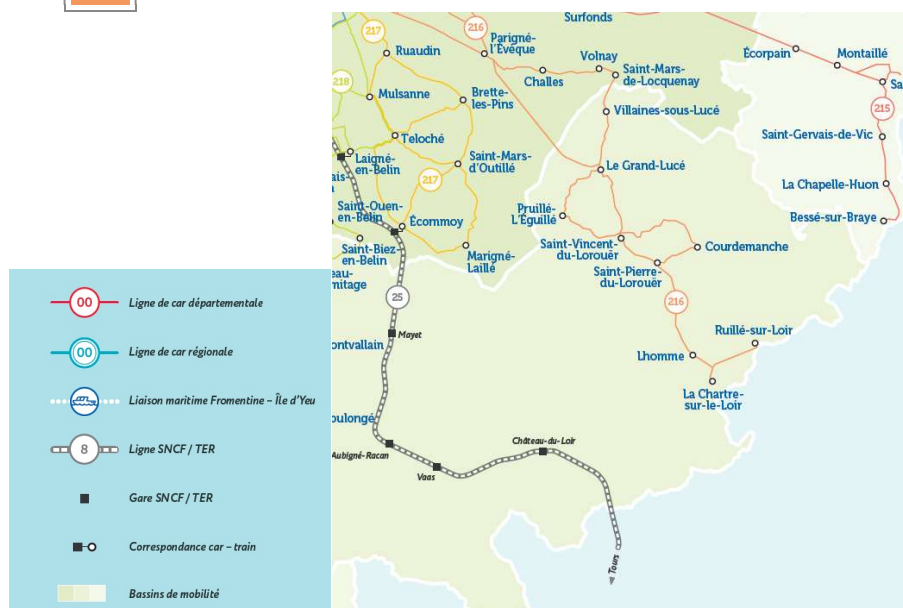 Surfonds
217
216
Ruaudin
Parigné-
l'Évêque
Écorpain
Montaillé
Volnay
Challes
Saint-Mars-
de-Locquenay
Sa
218
Mulsanne
Brette-
les-Pins
Villaines-sous-Lucé
215
Teloché
Saint-Gervais-de-Vic
Laigné-
en-Belin
Saint-Mars-
d'Outillé
Le Grand-Lucé
217
La Chapelle-Huon
Saint-Ouen-
en-Belin
Écommoy
Pruillé-
L'Éguillé
Bessé-sur-Braye
Saint-Biez-
en-Belin
Marigné-
Laillé
Saint-Vincent-
du-Lorouër
Courdemanche
eau-
rmitage
Saint-Pierre-
du-Lorouër
25
216
00
Ligne de car départementale
Mayet
Ruillé-sur-Loir
ontvallain
Lhomme
00
Ligne de car régionale
La Chartre-
sur-le-Loir
Liaison maritime Fromentine – Île d'Yeu
oulongé
8
Ligne SNCF / TER
Aubigné-Racan
Château-du-Loir
Vaas
Gare SNCF / TER
Correspondance car – train
Tours
Bassins de mobilité